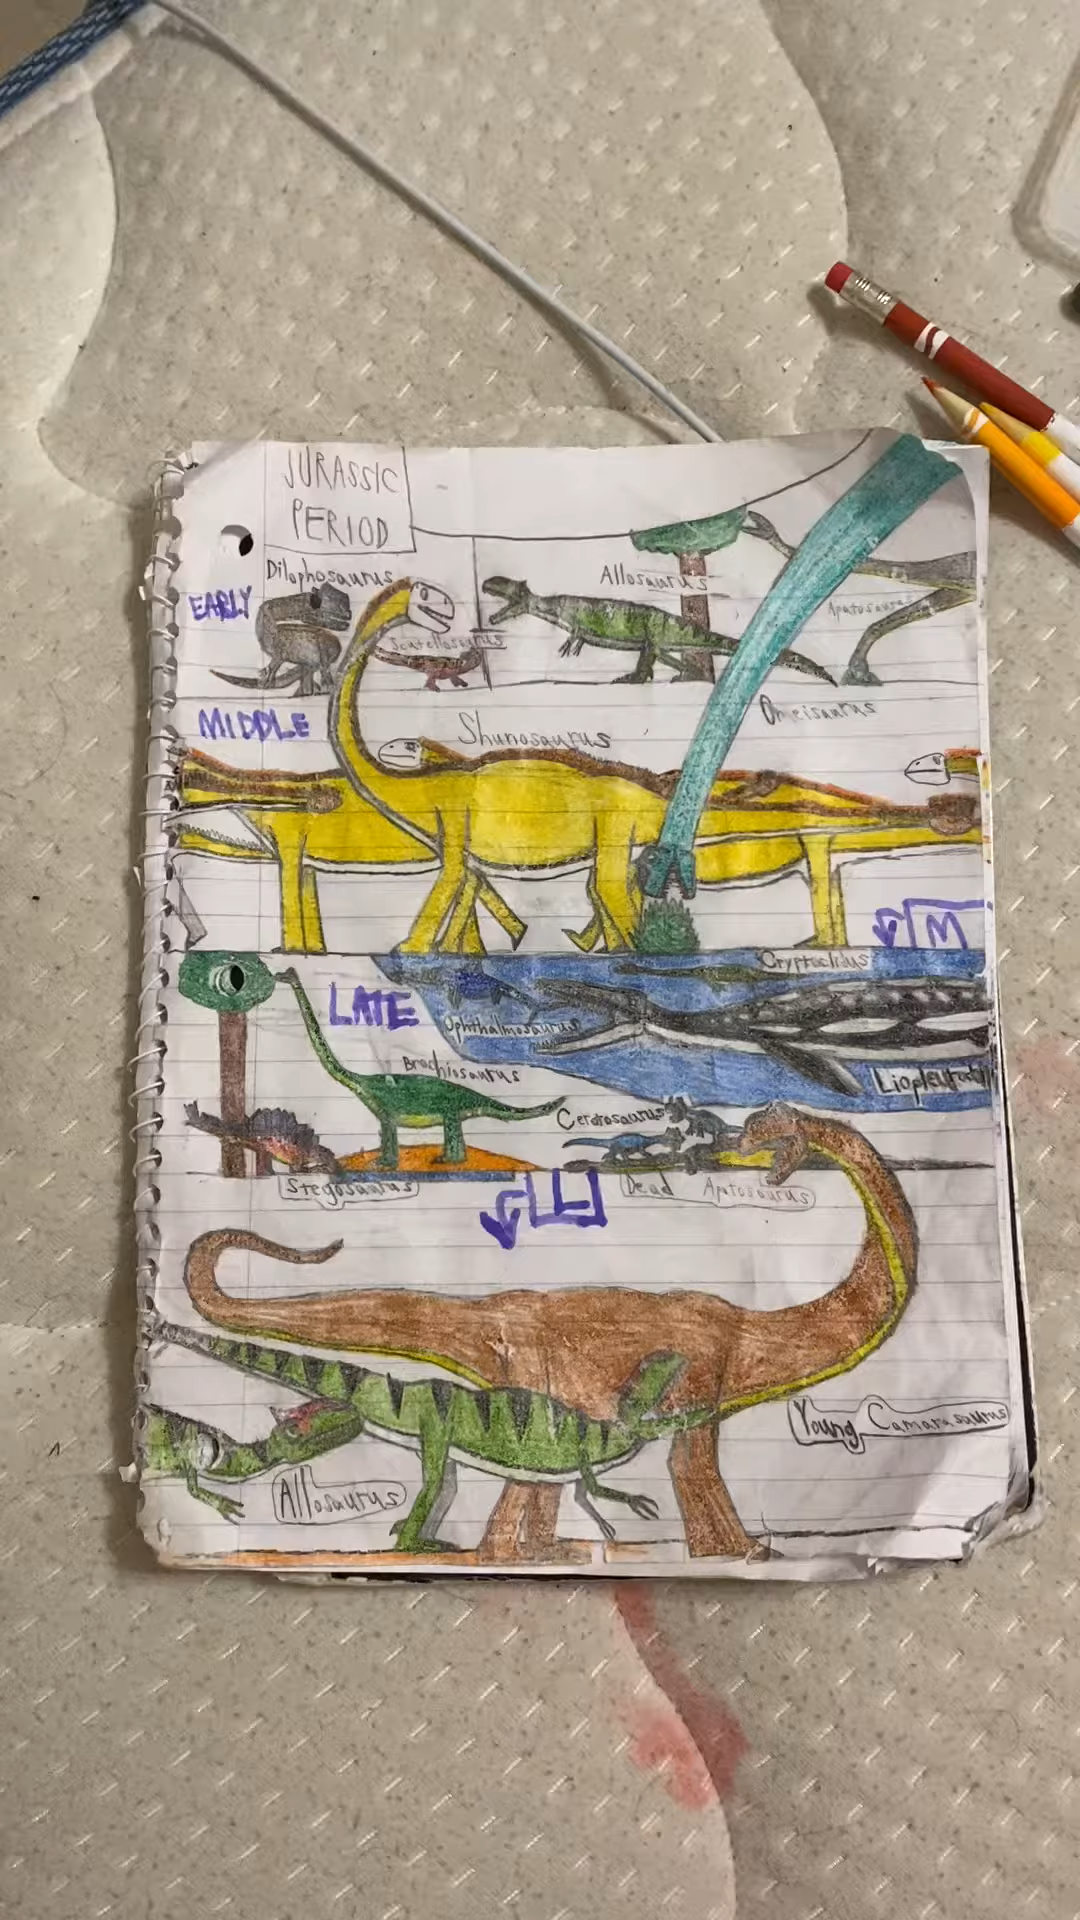 JURASSIC
PERIOD
Dilophosaurus
Allosaurus
EARLY
Apatosaurus
Scutellosaurus
MIDDLE
Omeisaurus
Shunosaurus
M
Cryptoclidus
LATE
Ophthalmosaurus
Brachiosaurus
Ceratosaurus
Stegosaurus
Dead Aptosaurus
L
Young Camarasaurus
Allosaurus